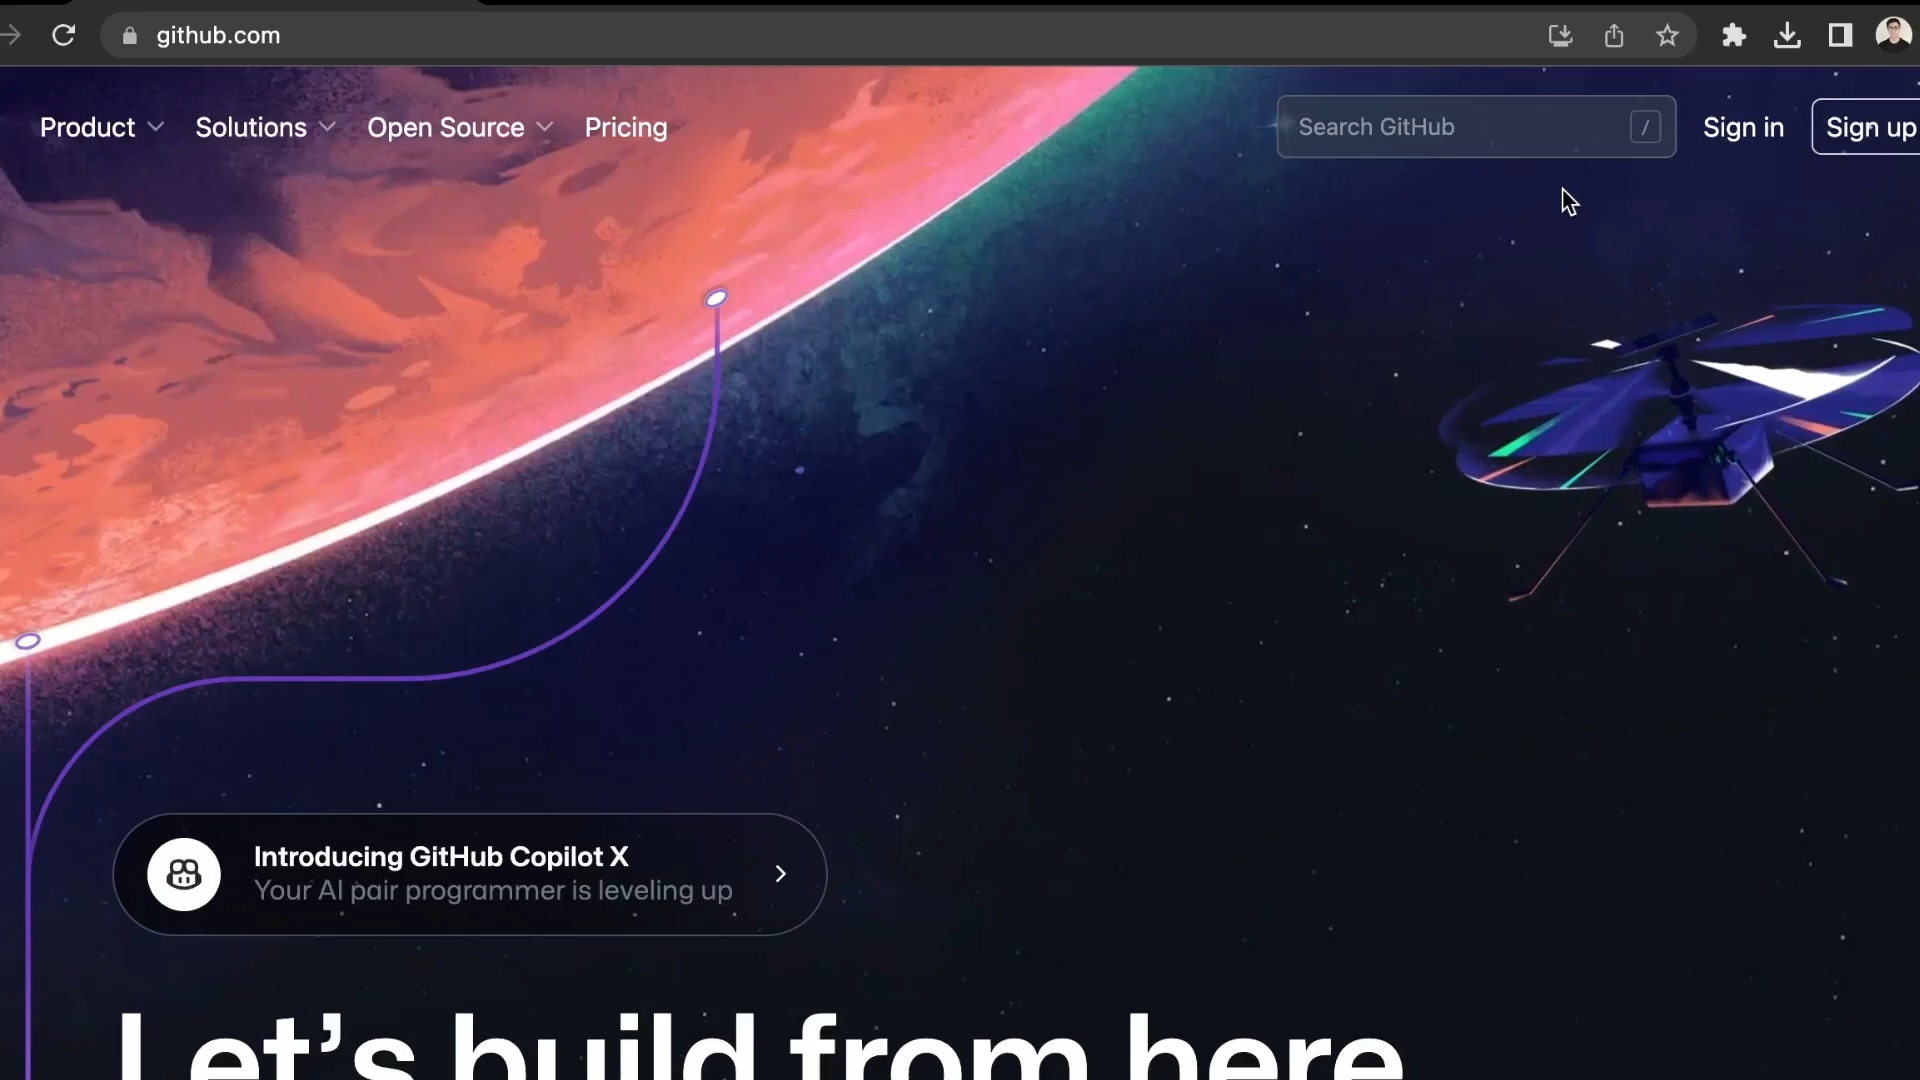 github.com
Product
Solutions
Open Source
Pricing
Search GitHub
/
Sign in
Sign up
Introducing GitHub Copilot X
Your AI pair programmer is leveling up
Let’s build from here